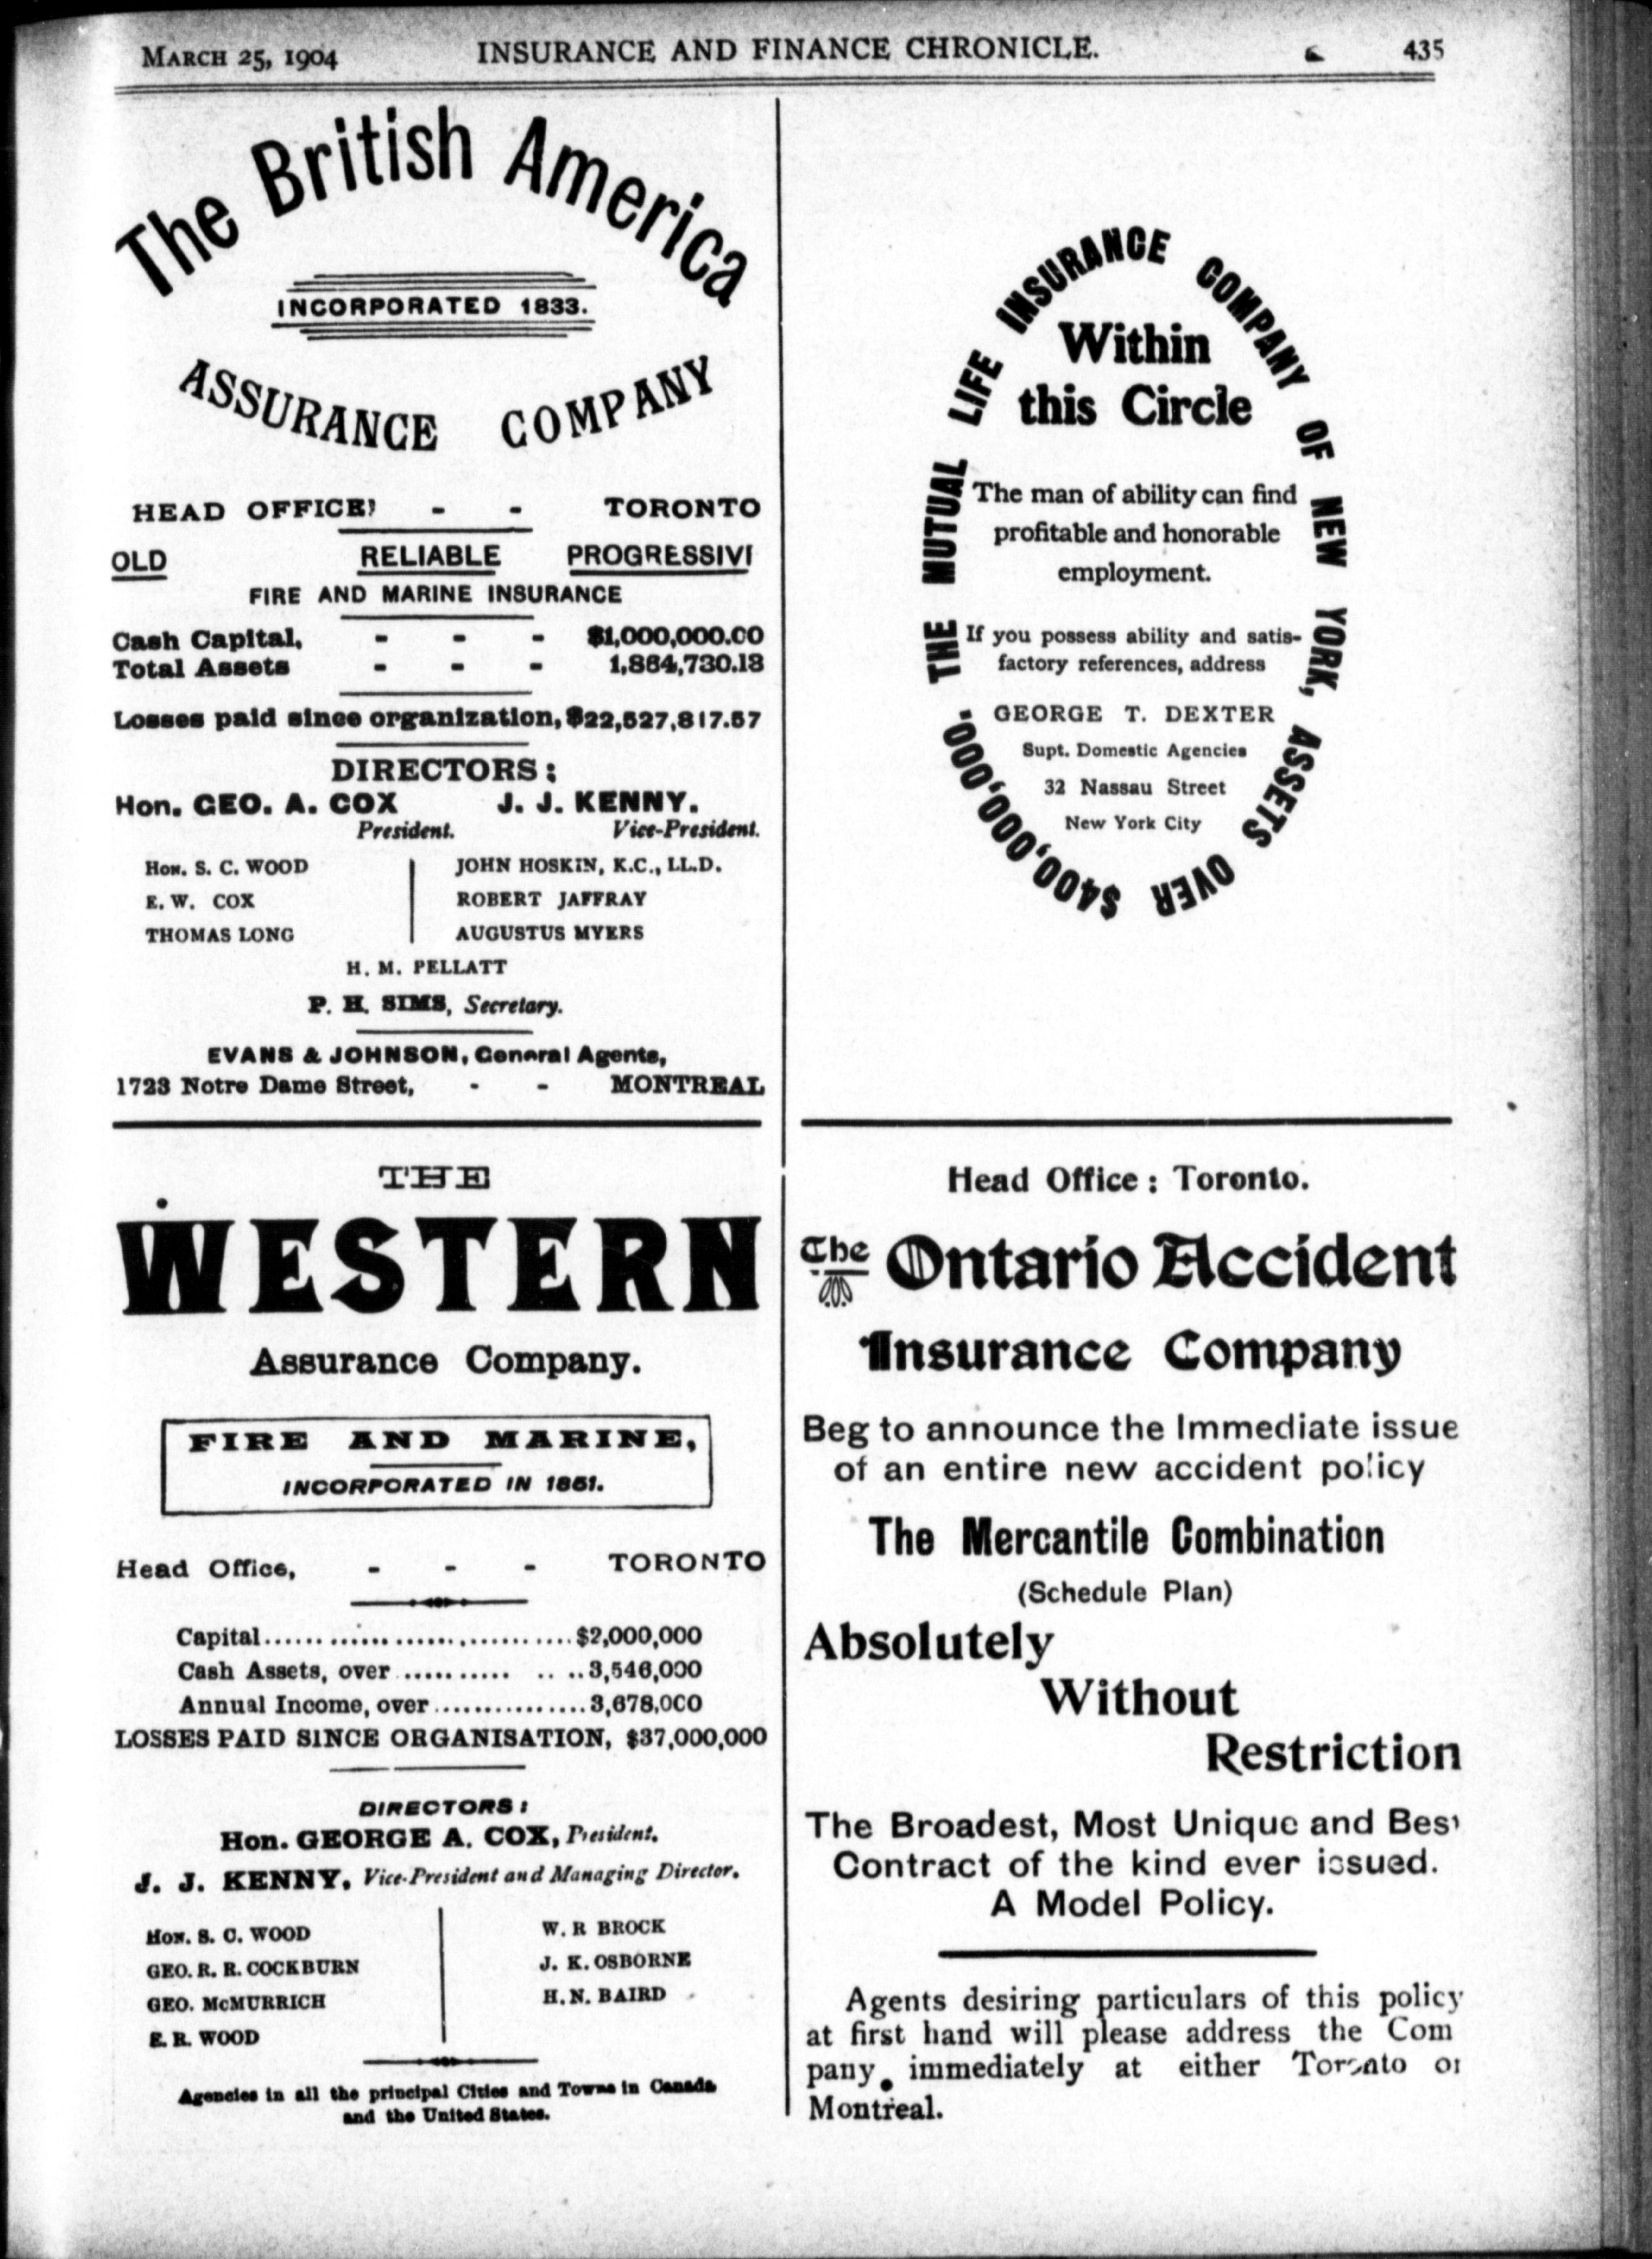 MARCH 25, 1904 INSURANCE AND FINANCE CHRONICLE. 435
The British America
INCORPORATED 1833.
ASSURANCE COMPANY
HEAD OFFICE; - - TORONTO
OLD RELIABLE PROGRESSIVE
FIRE AND MARINE INSURANCE
Cash Capital, - - - $1,000,000.00
Total Assets - - - 1,864,730.13
Losses paid since organization, $22,527,817.57
DIRECTORS:
Hon. GEO. A. COX J. J. KENNY.
President. Vice-President.
HON. S. C. WOOD JOHN HOSKIN, K.C., LL.D.
E. W. COX ROBERT JAFFRAY
THOMAS LONG AUGUSTUS MYERS
H. M. PELLATT
P. H. SIMS, Secretary.
EVANS & JOHNSON, General Agents,
1723 Notre Dame Street, - - MONTREAL
THE
WESTERN
Assurance Company.
FIRE AND MARINE,
INCORPORATED IN 1851.
Head Office, - - - TORONTO
Capital.................................$2,000,000
Cash Assets, over .......... .. ..3,546,000
Annual Income, over...............3,678,000
LOSSES PAID SINCE ORGANISATION, $37,000,000
DIRECTORS:
Hon. GEORGE A. COX, President.
J. J. KENNY, Vice-President and Managing Director.
HON. S. C. WOOD W. R BROCK
GEO. R. R. COCKBURN J. K. OSBORNE
GEO. McMURRICH H. N. BAIRD
E. R. WOOD
Agencies in all the principal Cities and Towns in Canada
and the United States.
THE MUTUAL LIFE INSURANCE COMPANY OF NEW YORK, ASSETS OVER $400,000,000.
Within
this Circle
The man of ability can find
profitable and honorable
employment.
If you possess ability and satis-
factory references, address
GEORGE T. DEXTER
Supt. Domestic Agencies
32 Nassau Street
New York City
Head Office: Toronto.
The Ontario Accident
Insurance Company
Beg to announce the Immediate issue
of an entire new accident policy
The Mercantile Combination
(Schedule Plan)
Absolutely
Without
Restriction
The Broadest, Most Unique and Best
Contract of the kind ever issued.
A Model Policy.
Agents desiring particulars of this policy
at first hand will please address the Com
pany immediately at either Toronto or
Montreal.